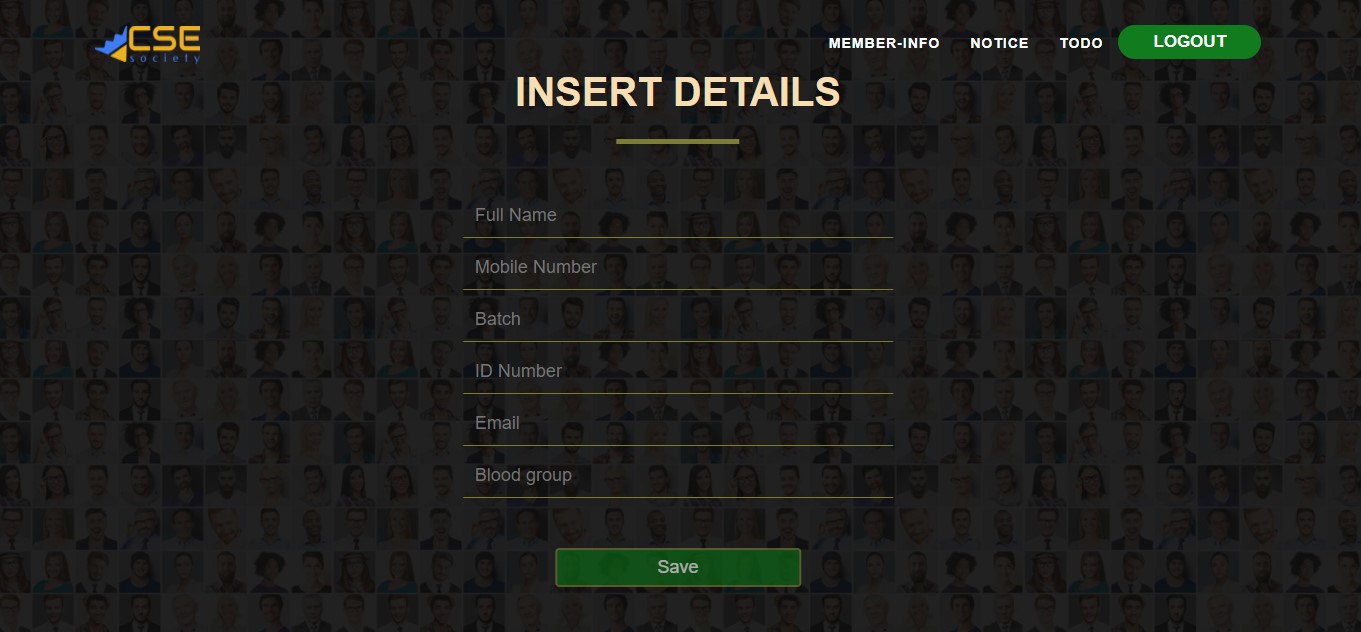 CSE
society
MEMBER-INFO NOTICE TODO LOGOUT
INSERT DETAILS
Full Name
Mobile Number
Batch
ID Number
Email
Blood group
Save